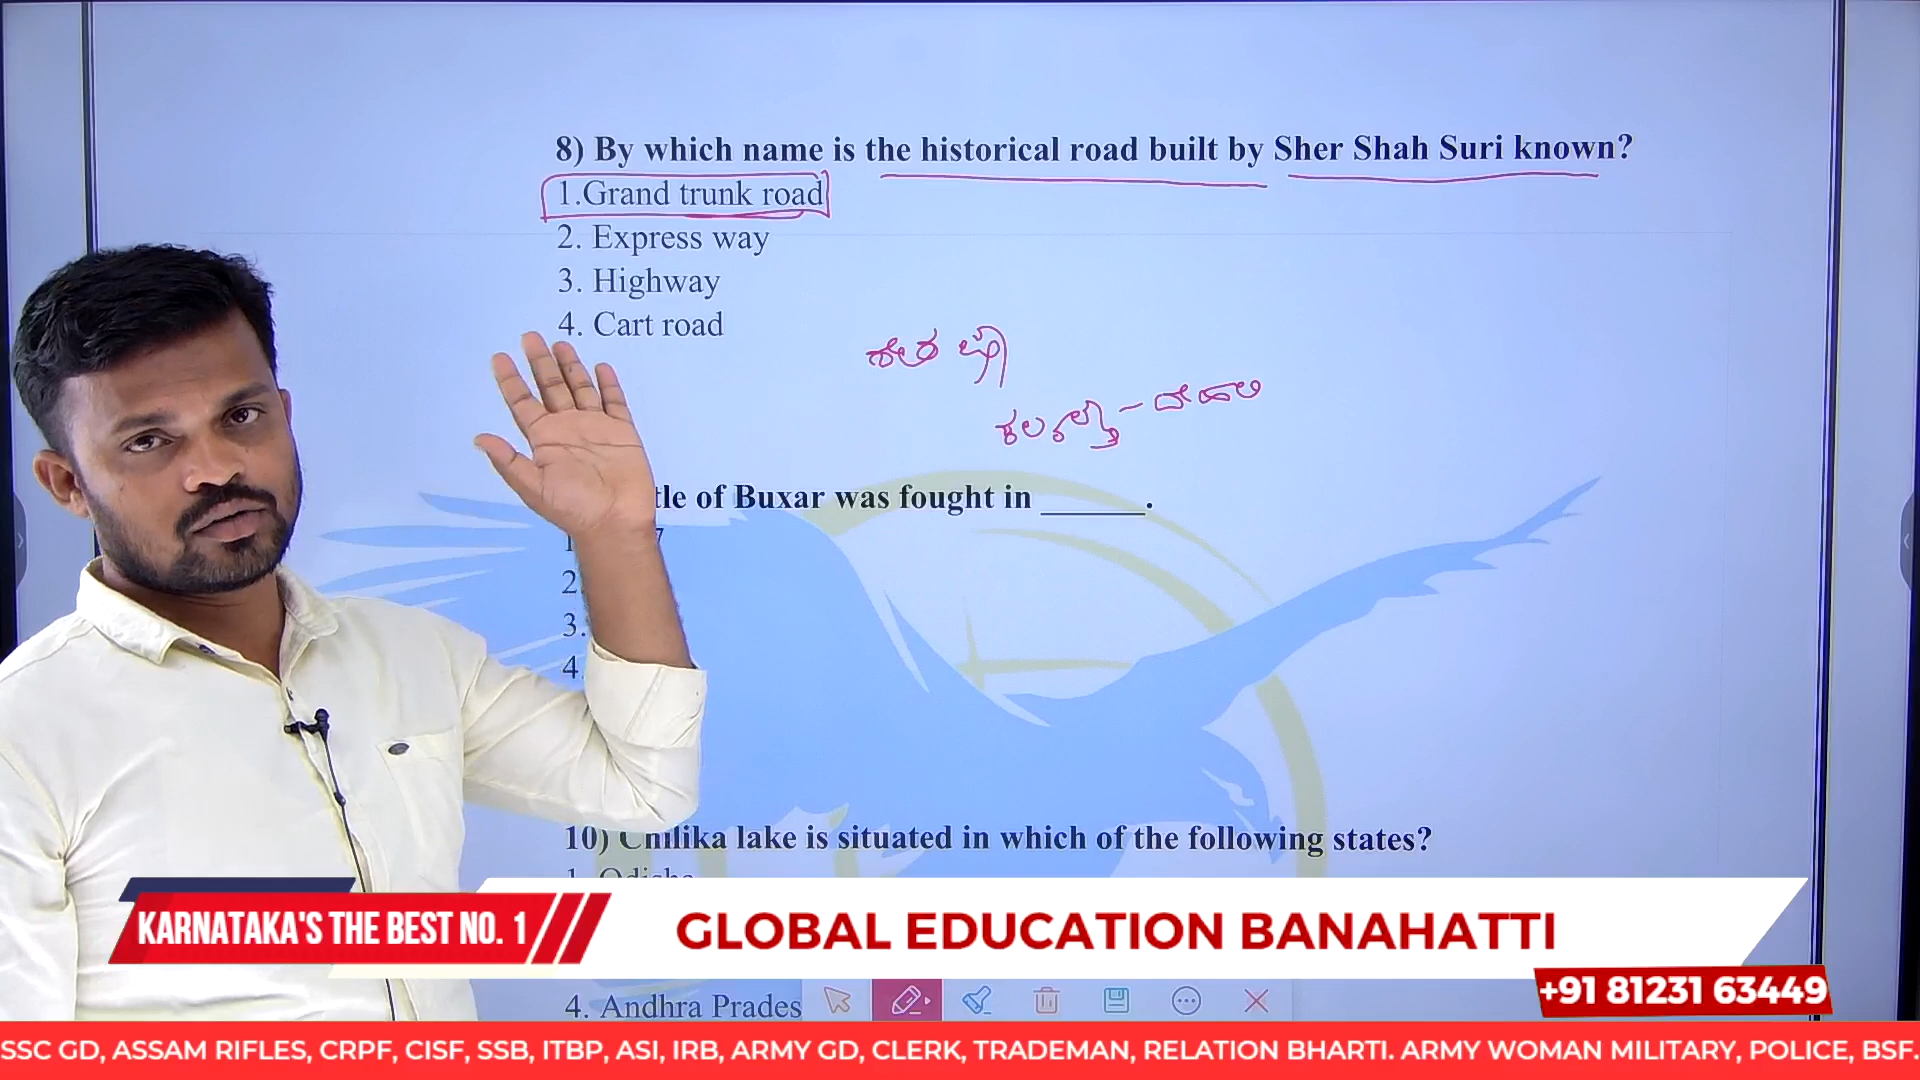 8) By which name is the historical road built by Sher Shah Suri known?
1.Grand trunk road
2. Express way
3. Highway
4. Cart road
ದೇಹಲಿ
of Buxar was fought in ______.
1
2.
3.
4.
10) Chilika lake is situated in which of the following states?
1. Odisha
4. Andhra Prades
KARNATAKA'S THE BEST NO. 1
GLOBAL EDUCATION BANAHATTI
+91 81231 63449
SSC GD, ASSAM RIFLES, CRPF, CISF, SSB, ITBP, ASI, IRB, ARMY GD, CLERK, TRADEMAN, RELATION BHARTI. ARMY WOMAN MILITARY, POLICE, BSF.